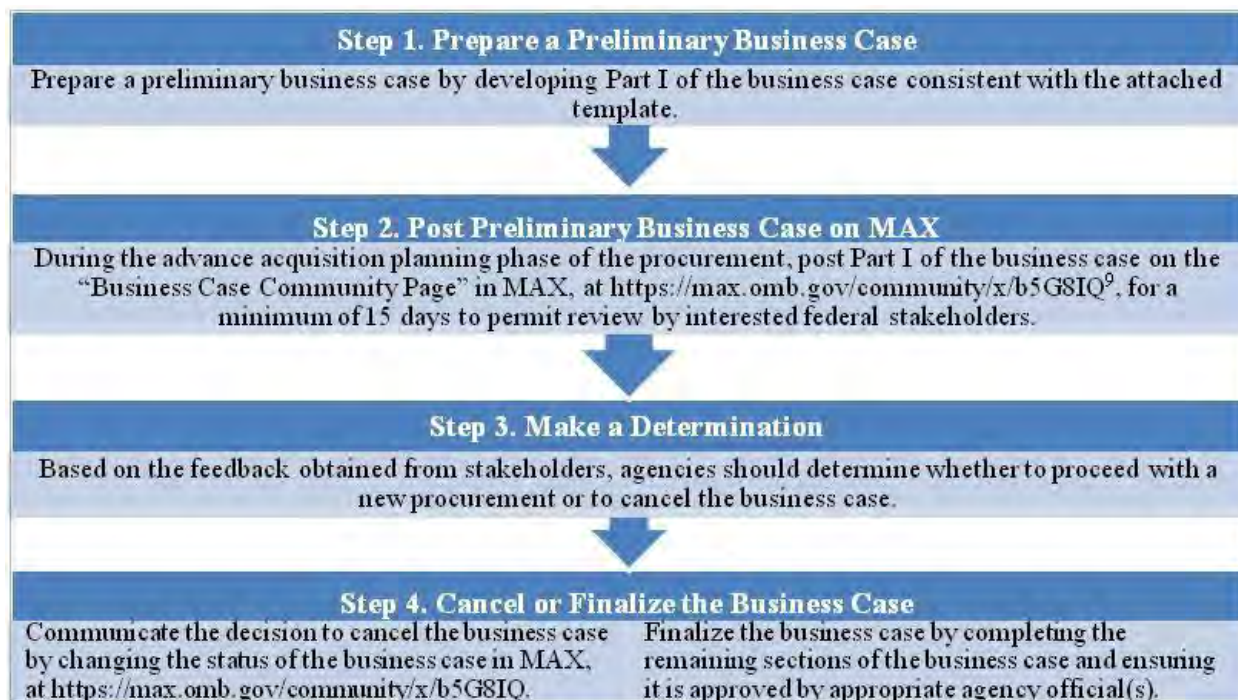 Step 1. Prepare a Preliminary Business Case
Prepare a preliminary business case by developing Part I of the business case consistent with the attached
template.
Step 2. Post Preliminary Business Case on MAX
During the advance acquisition planning phase of the procurement, post Part I of the business case on the
“Business Case Community Page” in MAX, at https://max.omb.gov/community/x/b5G8IQ⁹, for a
minimum of 15 days to permit review by interested federal stakeholders.
Step 3. Make a Determination
Based on the feedback obtained from stakeholders, agencies should determine whether to proceed with a
new procurement or to cancel the business case.
Step 4. Cancel or Finalize the Business Case
Communicate the decision to cancel the business case
by changing the status of the business case in MAX,
at https://max.omb.gov/community/x/b5G8IQ.
Finalize the business case by completing the
remaining sections of the business case and ensuring
it is approved by appropriate agency official(s).